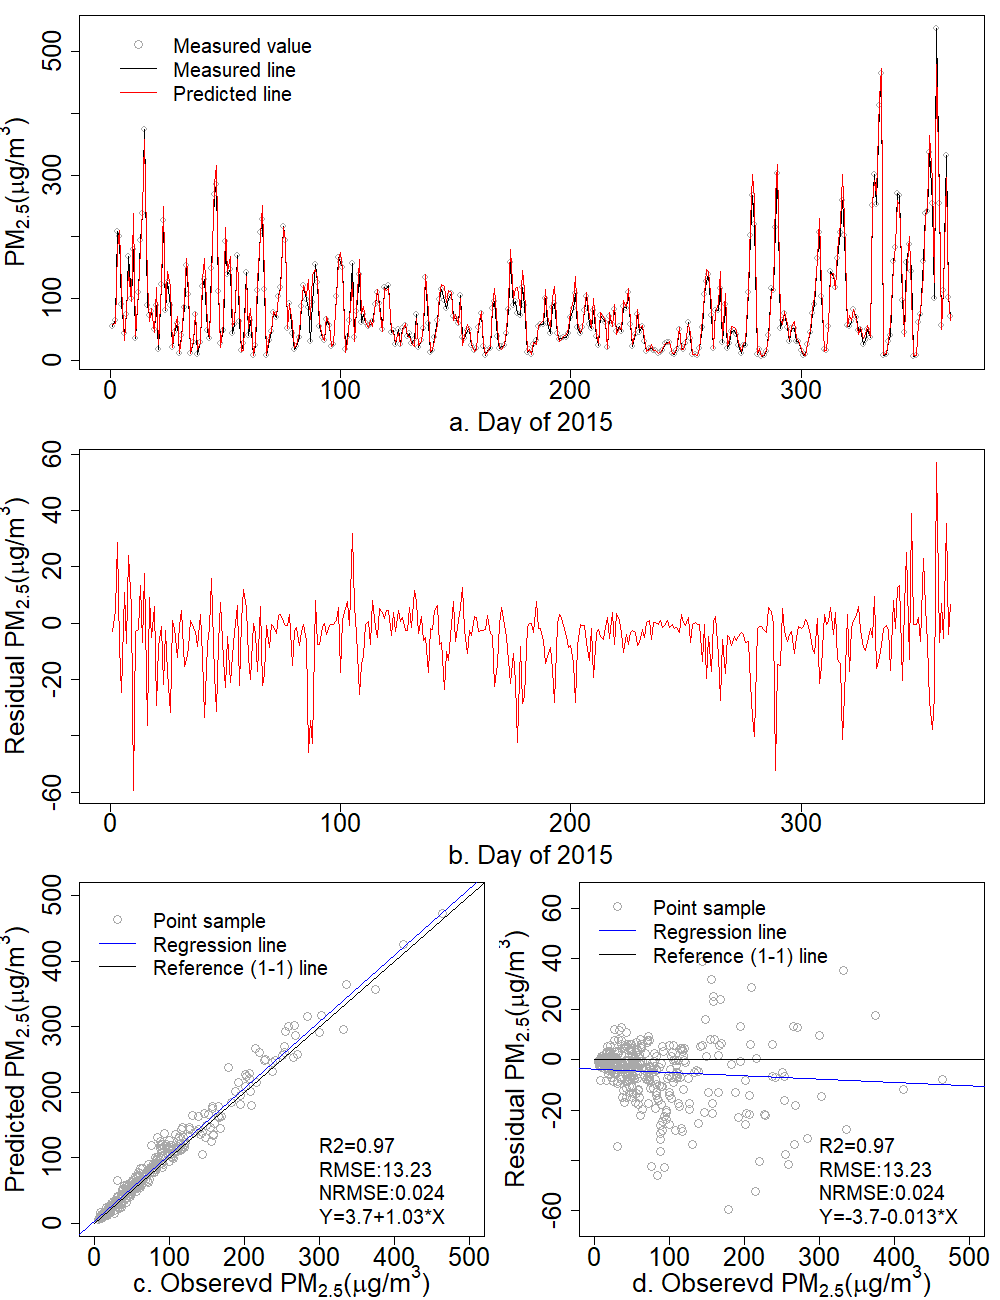 PM2.5(μg/m3)
500
300
100
0
Measured value
Measured line
Predicted line
0 100 200 300
a. Day of 2015
Residual PM2.5(μg/m3)
60
40
20
0
-20
-60
0 100 200 300
b. Day of 2015
Predicted PM2.5(μg/m3)
500
400
300
200
100
0
Point sample
Regression line
Reference (1-1) line
R2=0.97
RMSE:13.23
NRMSE:0.024
Y=3.7+1.03*X
0 100 200 300 400 500
c. Obserevd PM2.5(μg/m3)
Residual PM2.5(μg/m3)
60
20
0
-20
-60
Point sample
Regression line
Reference (1-1) line
R2=0.97
RMSE:13.23
NRMSE:0.024
Y=-3.7-0.013*X
0 100 200 300 400 500
d. Obserevd PM2.5(μg/m3)